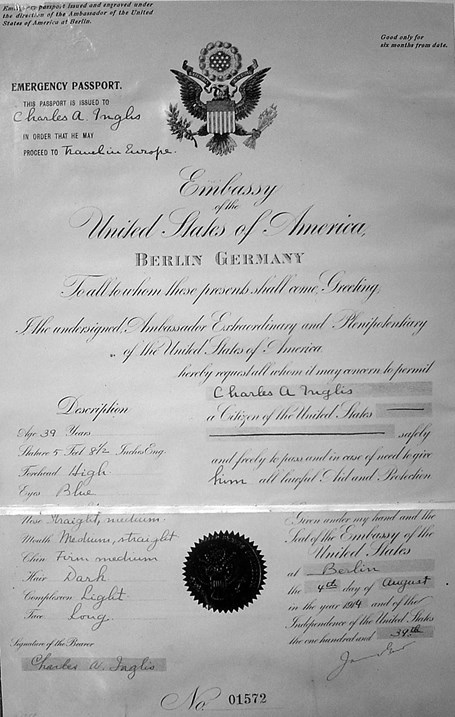 Emergency passport issued and engraved under
the direction of the Ambassador of the United
States of America at Berlin.
Good only for
six months from date.
EMERGENCY PASSPORT.
THIS PASSPORT IS ISSUED TO
Charles A. Inglis
IN ORDER THAT HE MAY
PROCEED TO travel in Europe.
Embassy
of the
United States of America,
BERLIN GERMANY
To all to whom these presents shall come, Greeting,
I the undersigned, Ambassador Extraordinary and Plenipotentiary
of the United States of America
hereby request all whom it may concern to permit
Charles A Inglis
a Citizen of the United States
safely
and freely to pass and in case of need to give
him all lawful Aid and Protection
Description
Age 39 Years
Stature 5 Feet 8 1/2 Inches Eng.
Forehead High
Eyes Blue
Nose Straight, medium
Mouth Medium, straight
Chin Firm medium
Hair Dark
Complexion Light
Face Long
Signature of the Bearer
Charles A. Inglis
Given under my hand and the
Seal of the Embassy of the
United States
at Berlin
the 4th day of August
in the year 1914 and of the
Independence of the United States
the one hundred and 39th
No 01572